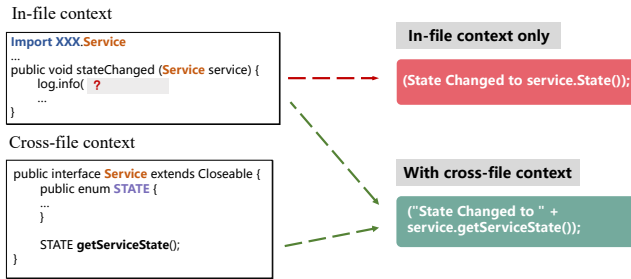 In-file context
Import XXX.Service
...
public void stateChanged (Service service) {
log.info( ?
...
}
In-file context only
(State Changed to service.State());
Cross-file context
public interface Service extends Closeable {
public enum STATE {
...
}
STATE getServiceState();
}
With cross-file context
("State Changed to " +
service.getServiceState());